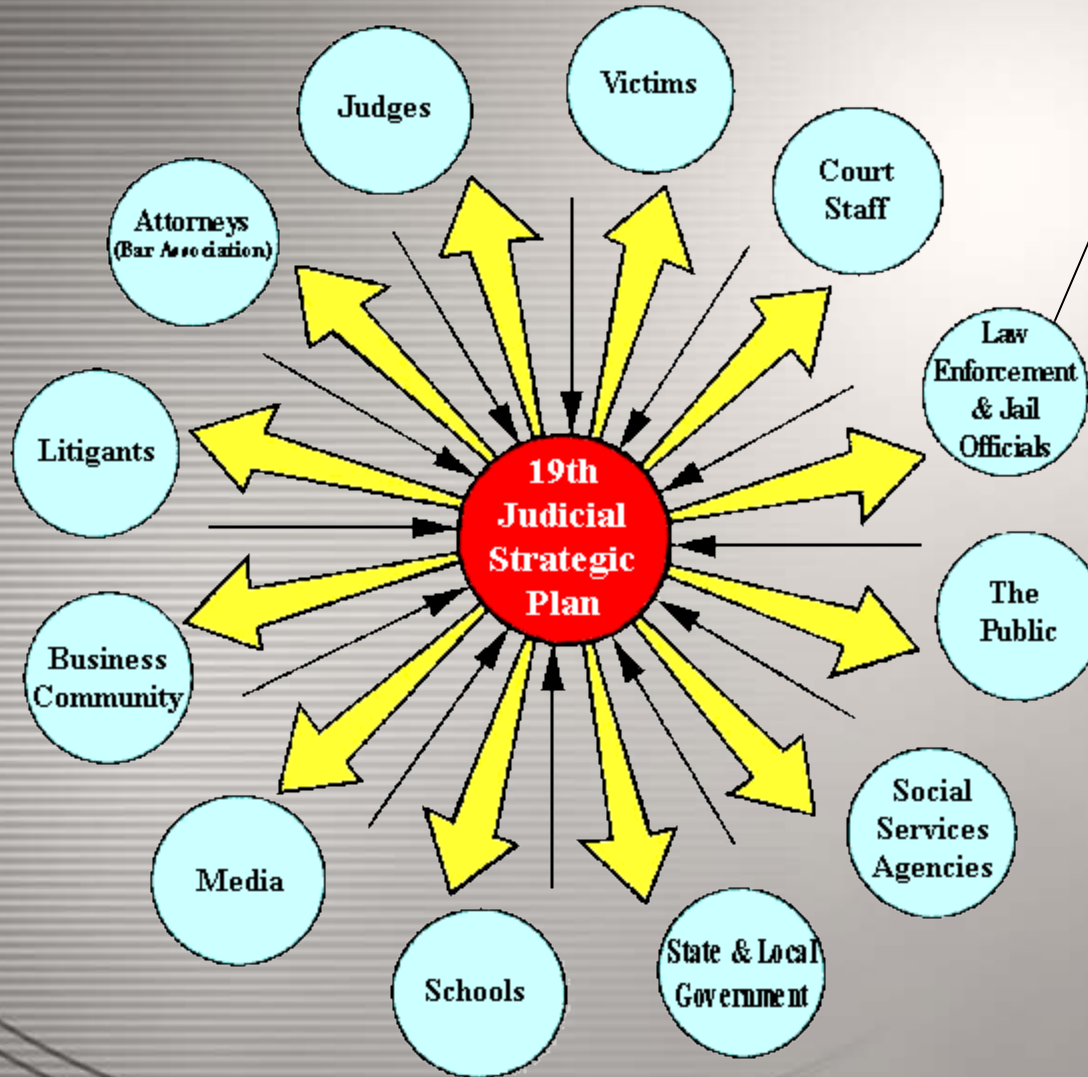 Judges
Victims
Court
Staff
Attorneys
(Bar Association)
Law
Enforcement
& Jail
Officials
Litigants
19th
Judicial
Strategic
Plan
The
Public
Business
Community
Social
Services
Agencies
Media
Schools
State & Local
Government